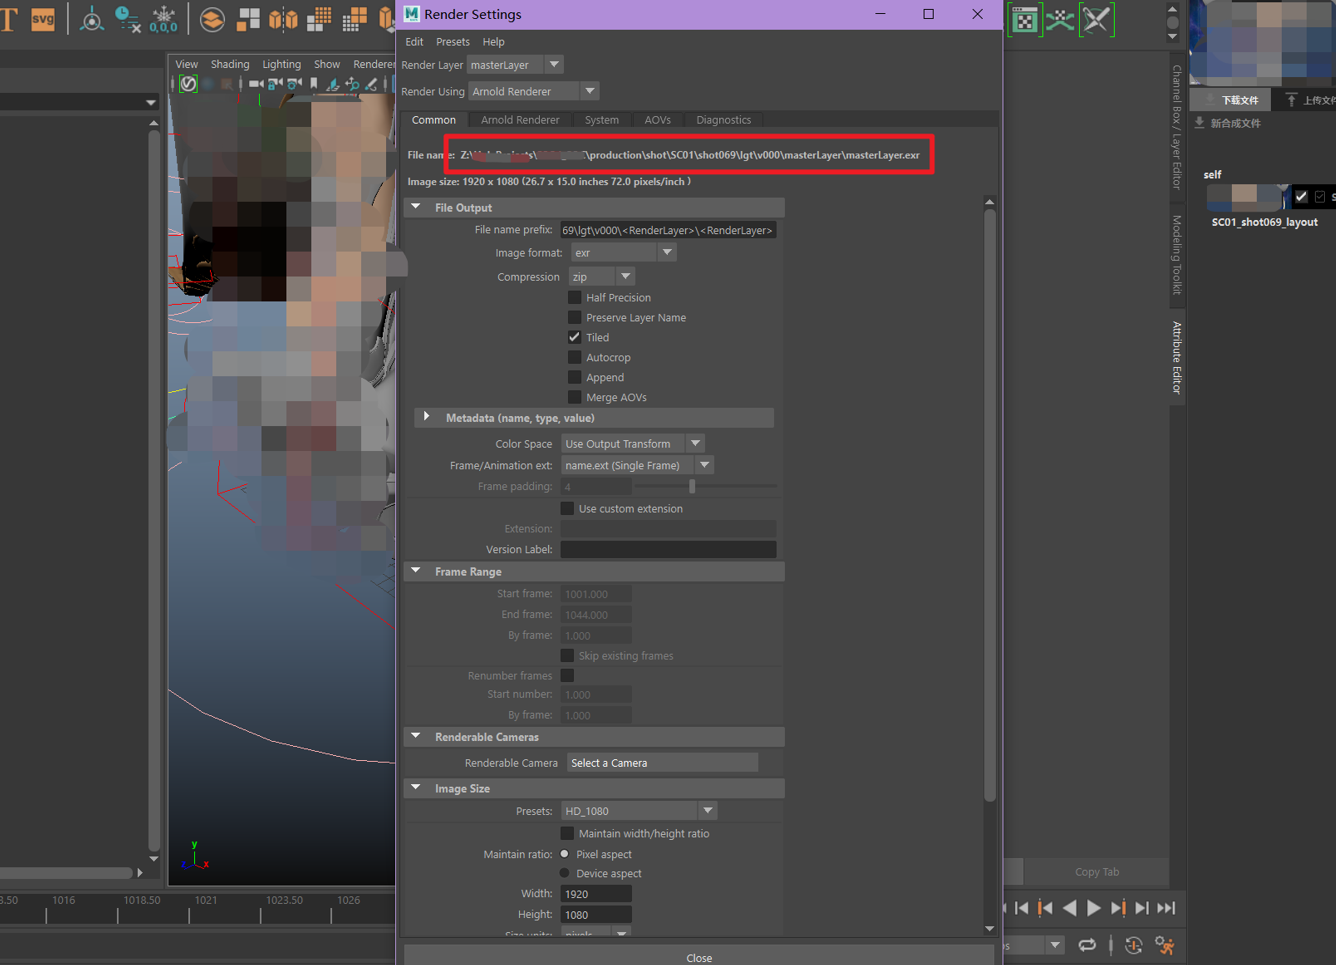 T svg
0,0,0
Render Settings
Edit Presets Help
Render Layer masterLayer
Render Using Arnold Renderer
Common Arnold Renderer System AOVs Diagnostics
File name: \production\shot\SC01\shot069\lgt\v000\masterLayer\masterLayer.exr
Image size: 1920 x 1080 (26.7 x 15.0 inches 72.0 pixels/inch )
File Output
File name prefix: 69\lgt\v000\<RenderLayer>\<RenderLayer>
Image format: exr
Compression zip
Half Precision
Preserve Layer Name
Tiled
Autocrop
Append
Merge AOVs
Metadata (name, type, value)
Color Space Use Output Transform
Frame/Animation ext: name.ext (Single Frame)
Frame padding: 4
Use custom extension
Extension:
Version Label:
Frame Range
Start frame: 1001.000
End frame: 1044.000
By frame: 1.000
Skip existing frames
Renumber frames
Start number: 1.000
By frame: 1.000
Renderable Cameras
Renderable Camera Select a Camera
Image Size
Presets: HD_1080
Maintain width/height ratio
Maintain ratio: Pixel aspect
Device aspect
Width: 1920
Height: 1080
Size units: pixels
Close
View Shading Lighting Show Renderer
y
x
8.50 1016 1018.50 1021 1023.50 1026
Channel Box / Layer Editor
Modeling Toolkit
Attribute Editor
Copy Tab
下载文件 上传文件
新合成文件
self
SC01_shot069_layout